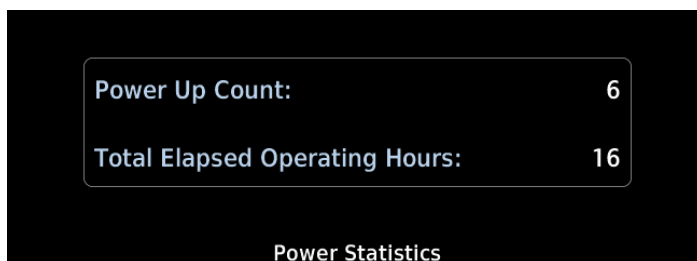 Power Up Count: 6
Total Elapsed Operating Hours: 16
Power Statistics